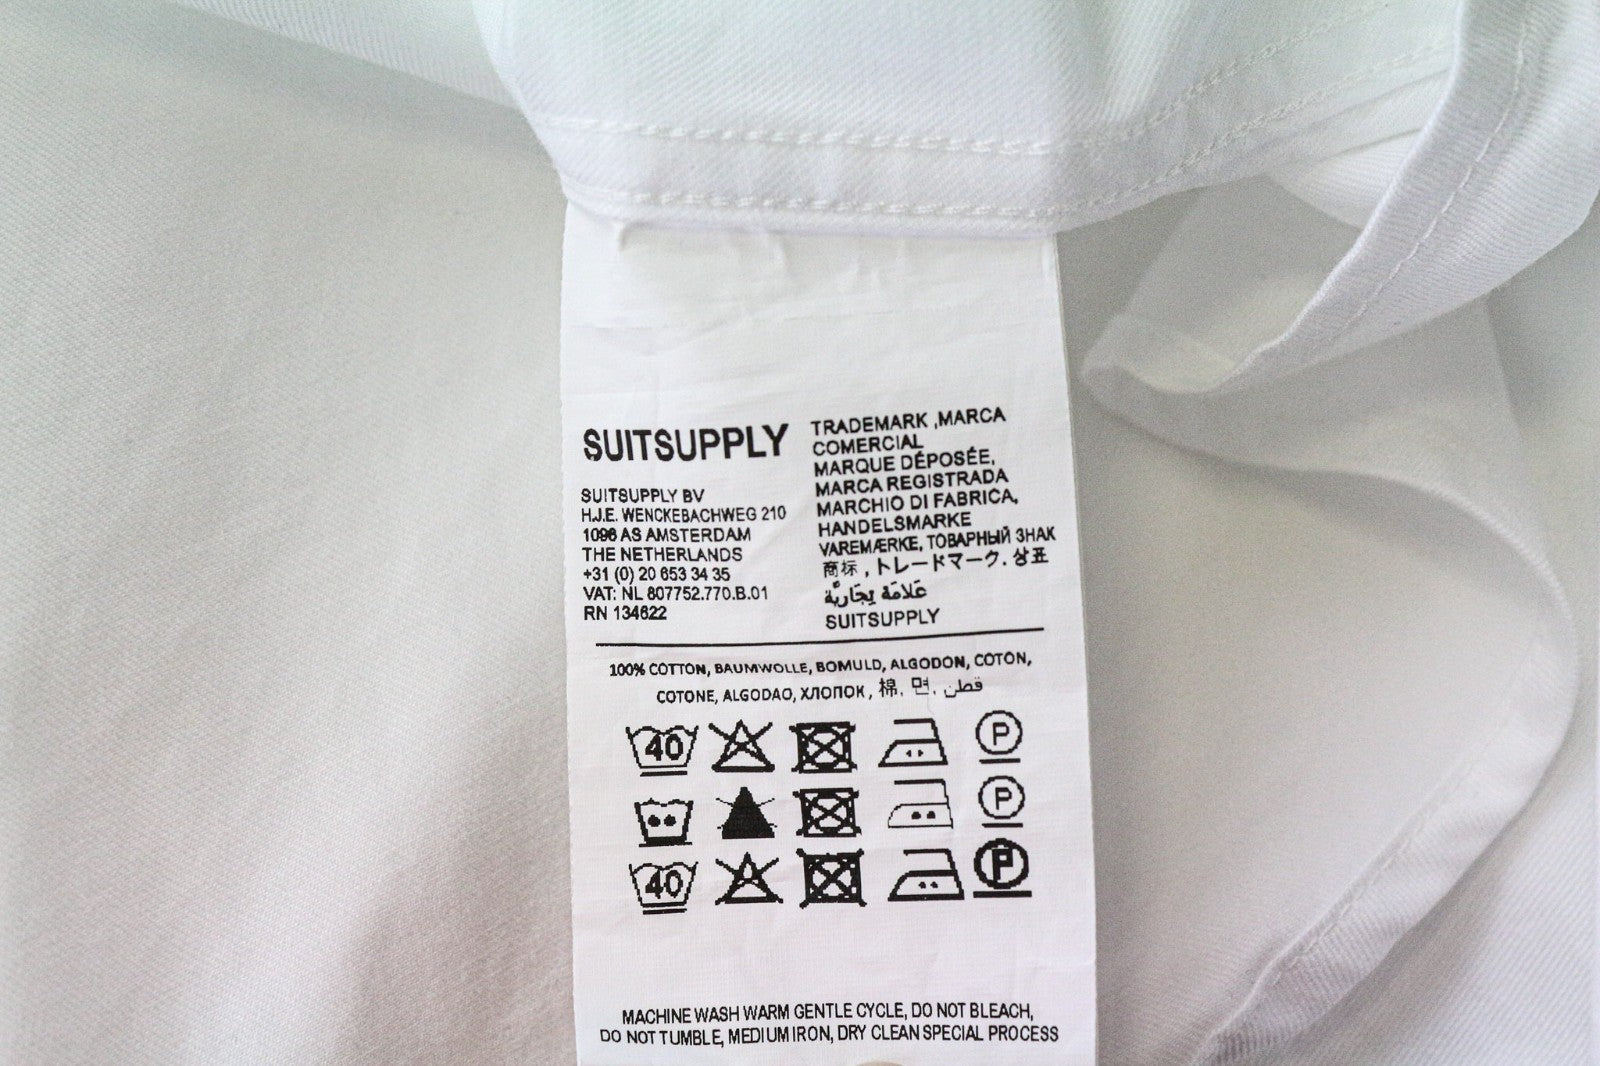 SUITSUPPLY
SUITSUPPLY BV
H.J.E. WENCKEBACHWEG 210
1096 AS AMSTERDAM
THE NETHERLANDS
+31 (0) 20 653 34 35
VAT: NL 807752.770.B.01
RN 134622
TRADEMARK ,MARCA
COMERCIAL
MARQUE DÉPOSÉE,
MARCA REGISTRADA
MARCHIO DI FABRICA,
HANDELSMARKE
VAREMÆRKE, ТОВАРНЫЙ ЗНАК
商标 , トレードマーク. 상표
عَلامَة يِجَاريَّة
SUITSUPPLY
100% COTTON, BAUMWOLLE, BOMULD, ALGODON, COTON,
COTONE, ALGODAO, ХЛОПОК , 棉, 면, قطن
40 P
P
40 P
MACHINE WASH WARM GENTLE CYCLE, DO NOT BLEACH,
DO NOT TUMBLE, MEDIUM IRON, DRY CLEAN SPECIAL PROCESS